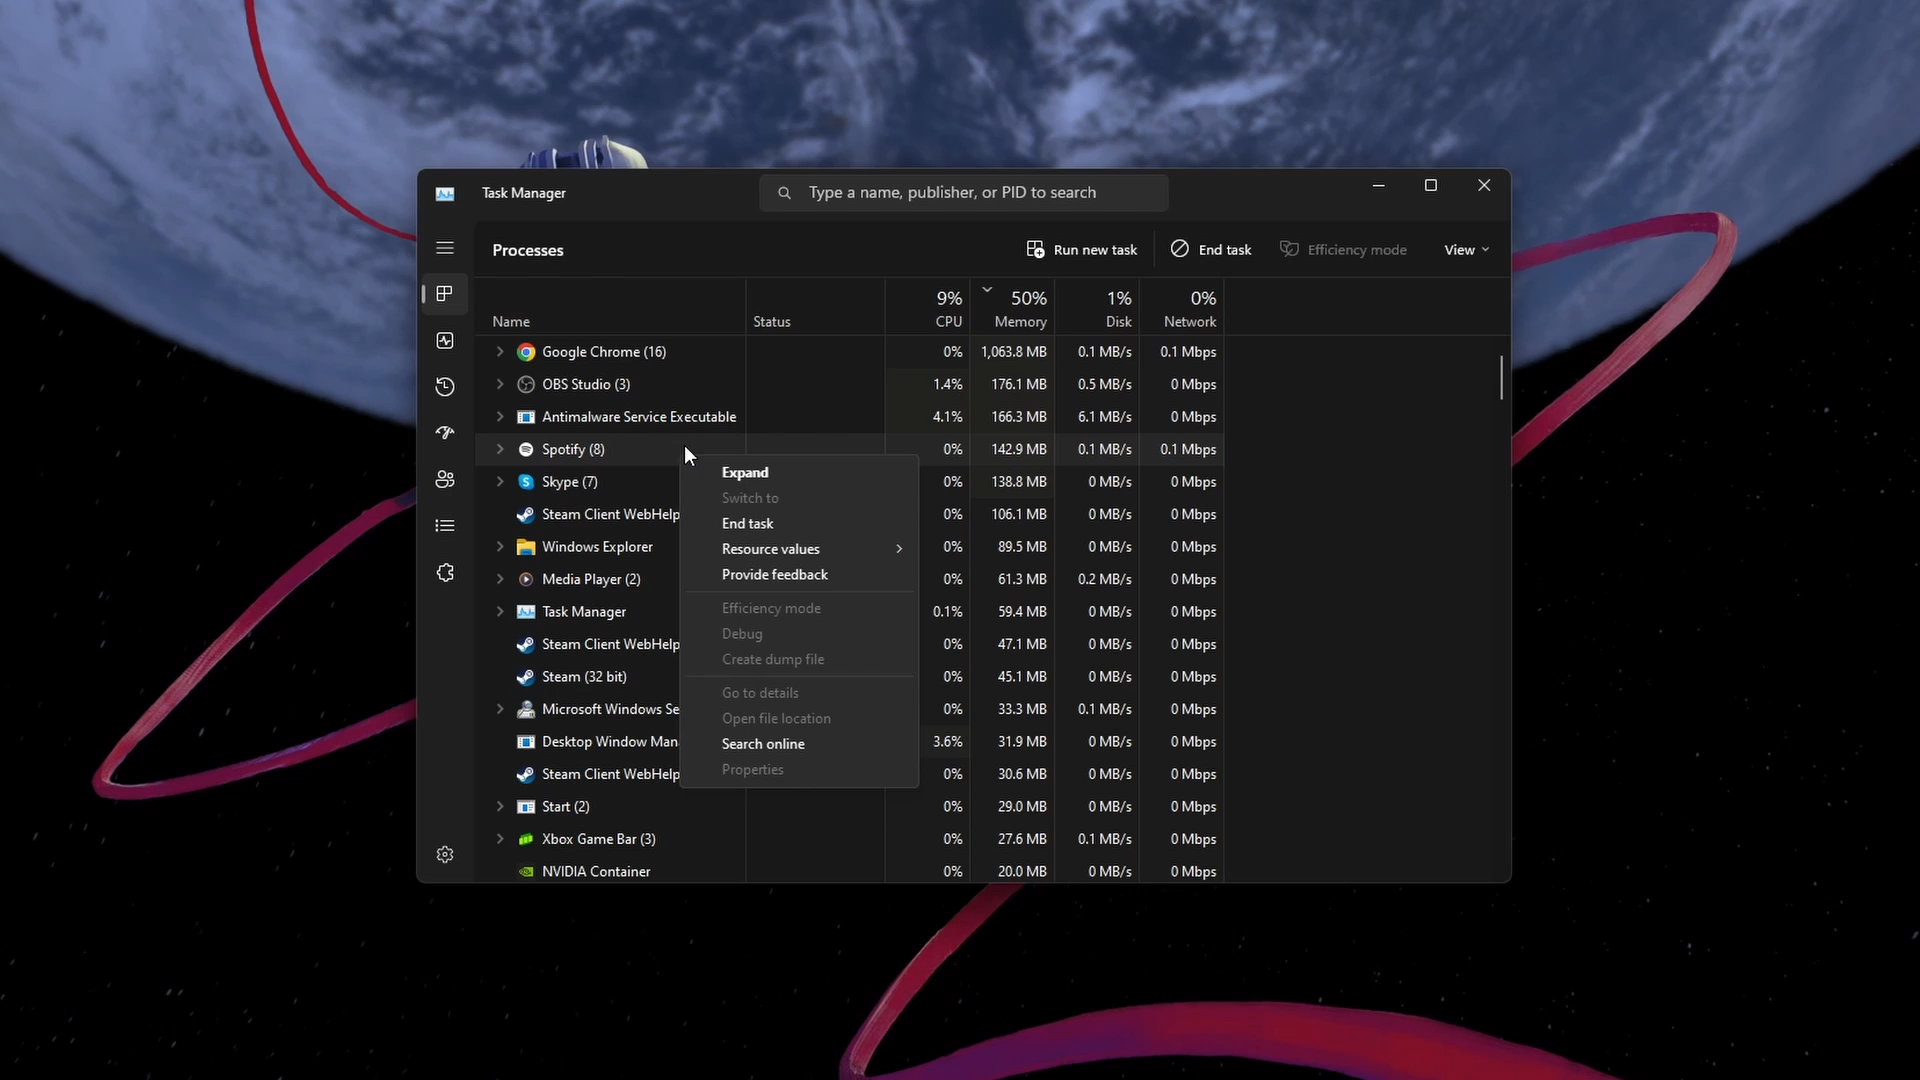 Task Manager
Type a name, publisher, or PID to search
Processes
Run new task
End task
Efficiency mode
View
9% 50% 1% 0%
Name Status CPU Memory Disk Network
Google Chrome (16) 0% 1,063.8 MB 0.1 MB/s 0.1 Mbps
OBS Studio (3) 1.4% 176.1 MB 0.5 MB/s 0 Mbps
Antimalware Service Executable 4.1% 166.3 MB 6.1 MB/s 0 Mbps
Spotify (8) 0% 142.9 MB 0.1 MB/s 0.1 Mbps
Skype (7) 0% 138.8 MB 0 MB/s 0 Mbps
Steam Client WebHelp 0% 106.1 MB 0 MB/s 0 Mbps
Windows Explorer 0% 89.5 MB 0 MB/s 0 Mbps
Media Player (2) 0% 61.3 MB 0.2 MB/s 0 Mbps
Task Manager 0.1% 59.4 MB 0 MB/s 0 Mbps
Steam Client WebHelp 0% 47.1 MB 0 MB/s 0 Mbps
Steam (32 bit) 0% 45.1 MB 0 MB/s 0 Mbps
Microsoft Windows Se 0% 33.3 MB 0.1 MB/s 0 Mbps
Desktop Window Man 3.6% 31.9 MB 0 MB/s 0 Mbps
Steam Client WebHelp 0% 30.6 MB 0 MB/s 0 Mbps
Start (2) 0% 29.0 MB 0 MB/s 0 Mbps
Xbox Game Bar (3) 0% 27.6 MB 0.1 MB/s 0 Mbps
NVIDIA Container 0% 20.0 MB 0 MB/s 0 Mbps
Expand
Switch to
End task
Resource values
Provide feedback
Efficiency mode
Debug
Create dump file
Go to details
Open file location
Search online
Properties